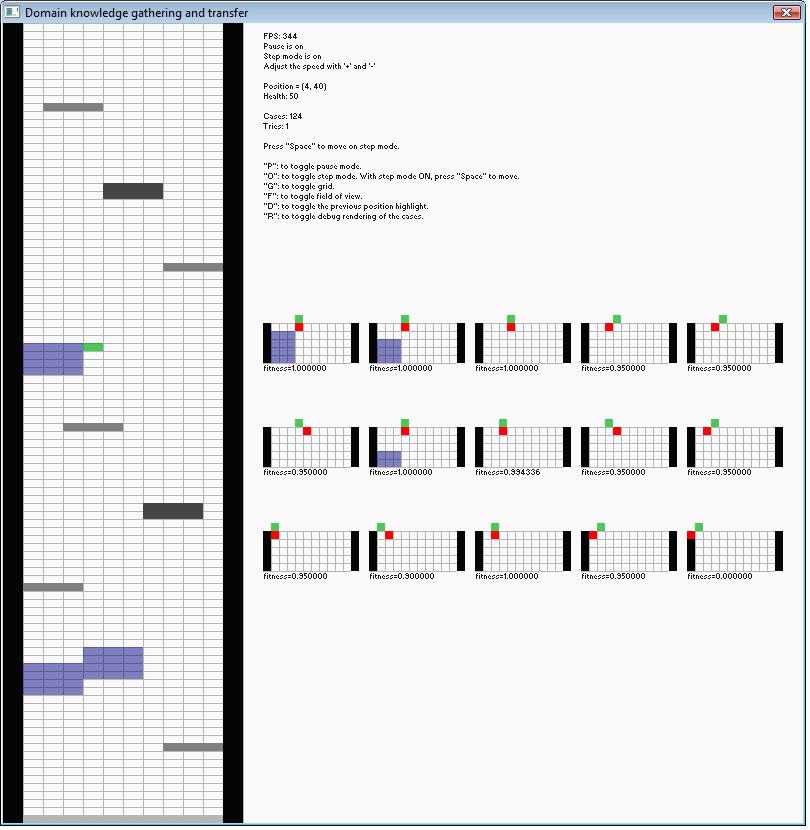 Domain knowledge gathering and transfer
FPS: 344
Pause is on
Step mode is on
Adjust the speed with '+' and '-'
Position = (4, 40)
Health: 50
Cases: 124
Tries: 1
Press "Space" to move on step mode.
"P": to toggle pause mode.
"O": to toggle step mode. With step mode ON, press "Space" to move.
"G": to toggle grid.
"F": to toggle field of view.
"D": to toggle the previous position highlight.
"R": to toggle debug rendering of the cases.
fitness=1.000000 fitness=1.000000 fitness=1.000000 fitness=0.950000 fitness=0.950000
fitness=0.950000 fitness=1.000000 fitness=0.994336 fitness=0.950000 fitness=0.950000
fitness=0.950000 fitness=0.900000 fitness=1.000000 fitness=0.950000 fitness=0.000000